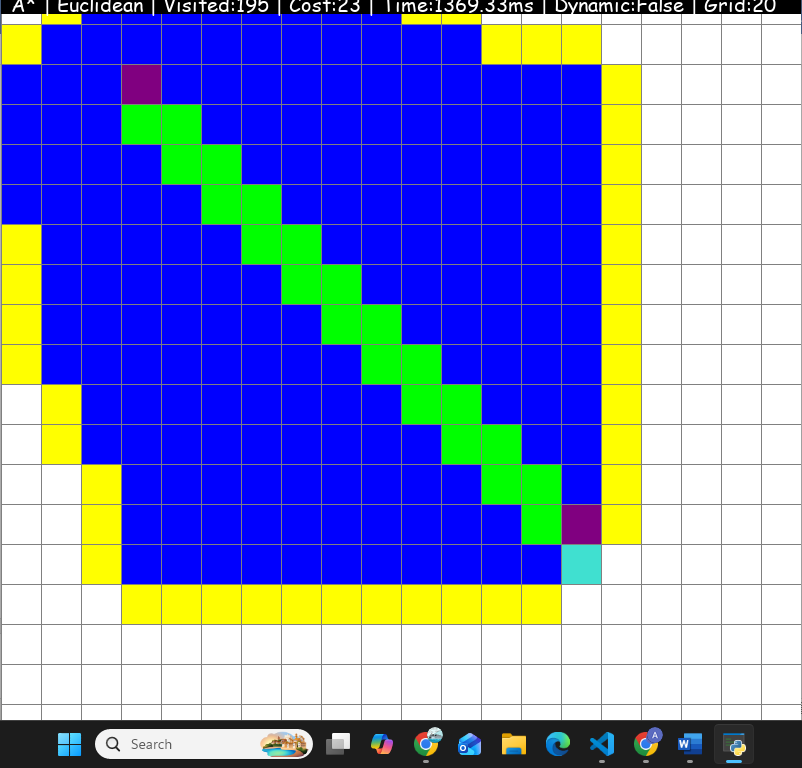 A* | Euclidean | Visited:195 | Cost:23 | Time:1369.33ms | Dynamic:False | Grid:20
Search